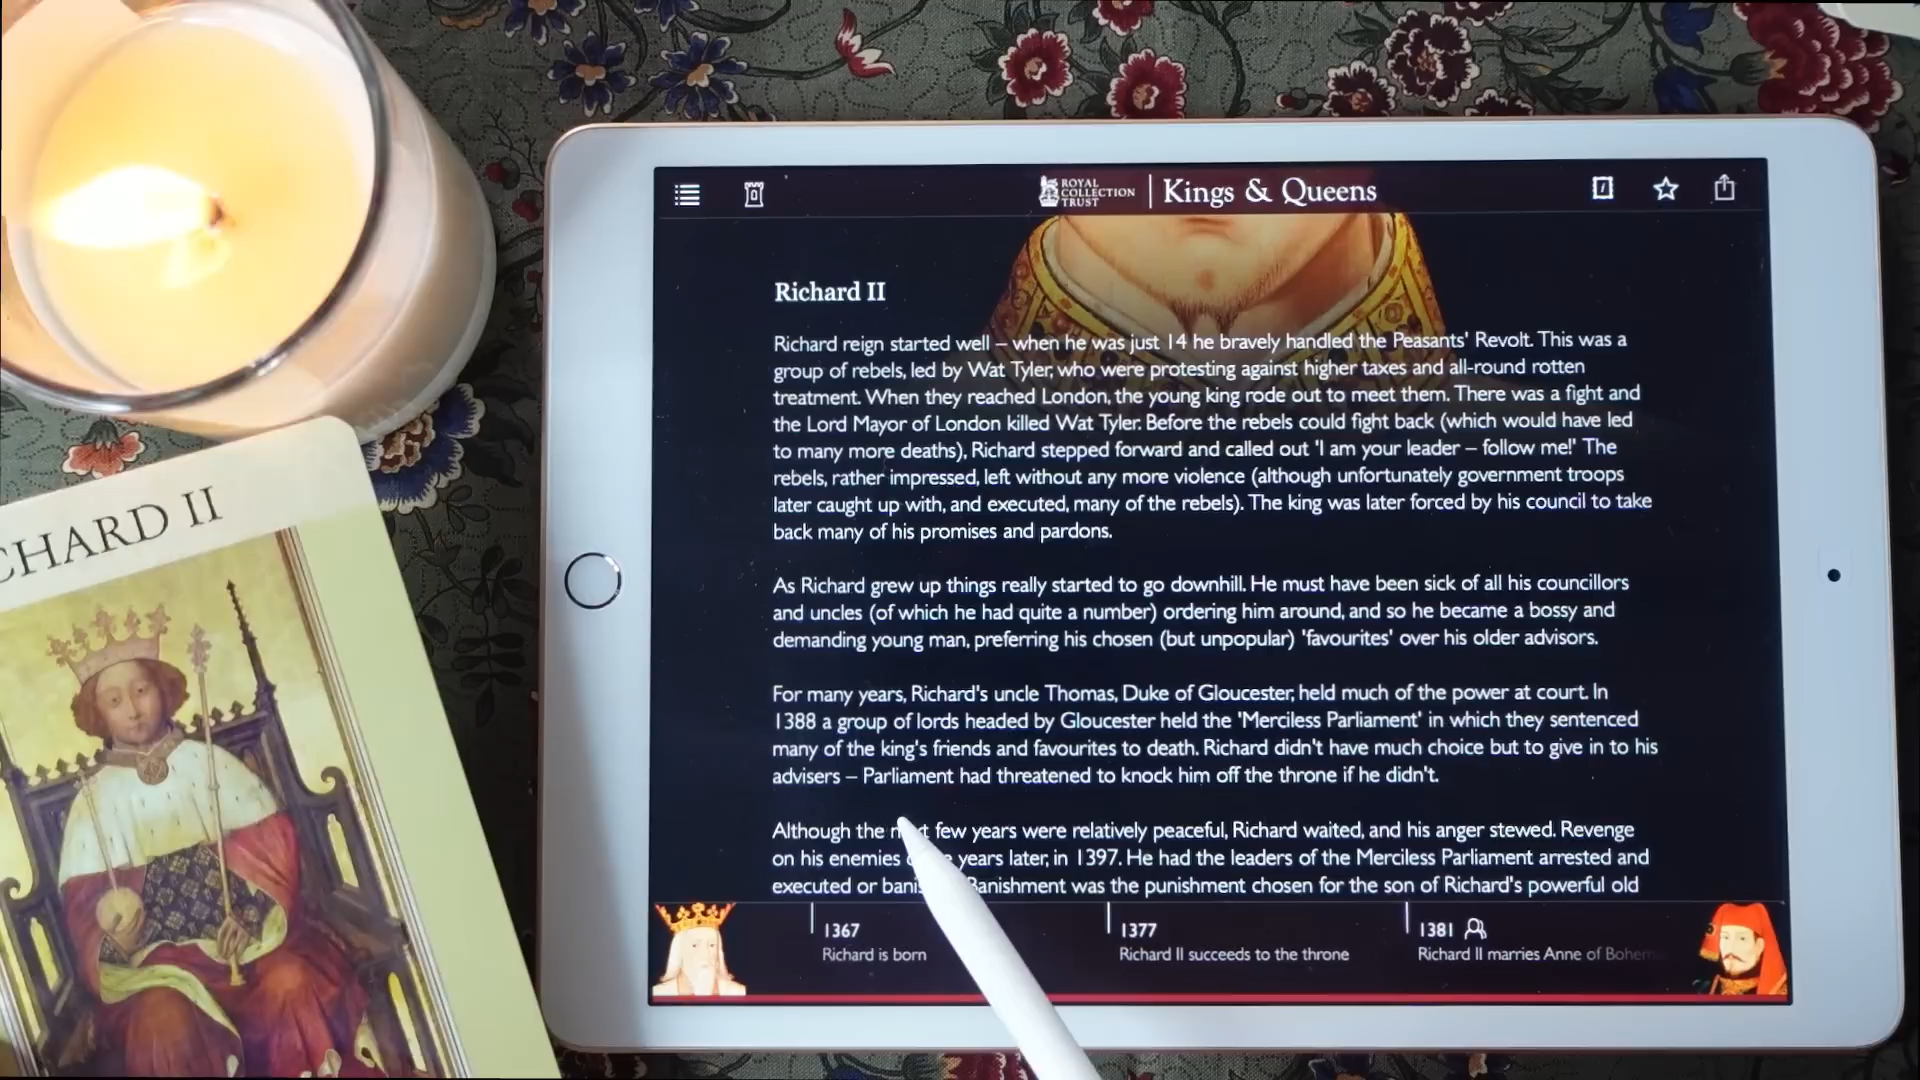 ROYAL
COLLECTION
TRUST
Kings & Queens
Richard II
Richard reign started well – when he was just 14 he bravely handled the Peasants' Revolt. This was a
group of rebels, led by Wat Tyler, who were protesting against higher taxes and all-round rotten
treatment. When they reached London, the young king rode out to meet them. There was a fight and
the Lord Mayor of London killed Wat Tyler. Before the rebels could fight back (which would have led
to many more deaths), Richard stepped forward and called out 'I am your leader – follow me!' The
rebels, rather impressed, left without any more violence (although unfortunately government troops
later caught up with, and executed, many of the rebels). The king was later forced by his council to take
back many of his promises and pardons.
As Richard grew up things really started to go downhill. He must have been sick of all his councillors
and uncles (of which he had quite a number) ordering him around, and so he became a bossy and
demanding young man, preferring his chosen (but unpopular) 'favourites' over his older advisors.
For many years, Richard's uncle Thomas, Duke of Gloucester, held much of the power at court. In
1388 a group of lords headed by Gloucester held the 'Merciless Parliament' in which they sentenced
many of the king's friends and favourites to death. Richard didn't have much choice but to give in to his
advisers – Parliament had threatened to knock him off the throne if he didn't.
Although the few years were relatively peaceful, Richard waited, and his anger stewed. Revenge
on his enemies years later, in 1397. He had the leaders of the Merciless Parliament arrested and
executed or Banishment was the punishment chosen for the son of Richard's powerful old
1367
Richard is born
1377
Richard II succeeds to the throne
1381
Richard II marries Anne of Bohem
CHARD II